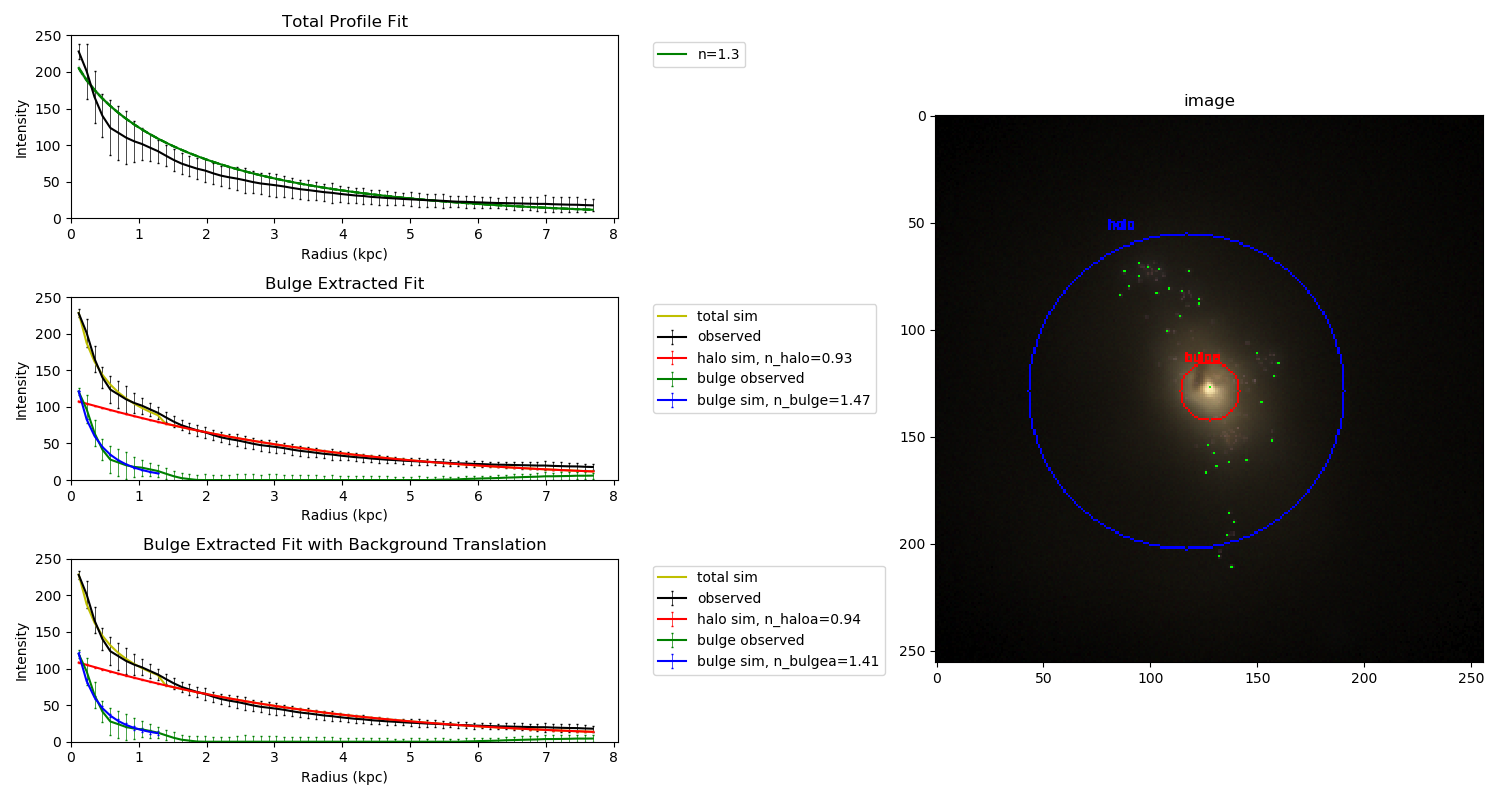 Total Profile Fit
250
200
150
100
50
0
Intensity
0 1 2 3 4 5 6 7 8
Radius (kpc)
n=1.3
Bulge Extracted Fit
250
200
150
100
50
0
Intensity
0 1 2 3 4 5 6 7 8
Radius (kpc)
total sim
observed
halo sim, n_halo=0.93
bulge observed
bulge sim, n_bulge=1.47
Bulge Extracted Fit with Background Translation
250
200
150
100
50
0
Intensity
0 1 2 3 4 5 6 7 8
Radius (kpc)
total sim
observed
halo sim, n_haloa=0.94
bulge observed
bulge sim, n_bulgea=1.41
image
0
50
100
150
200
250
0 50 100 150 200 250
halo
bulge